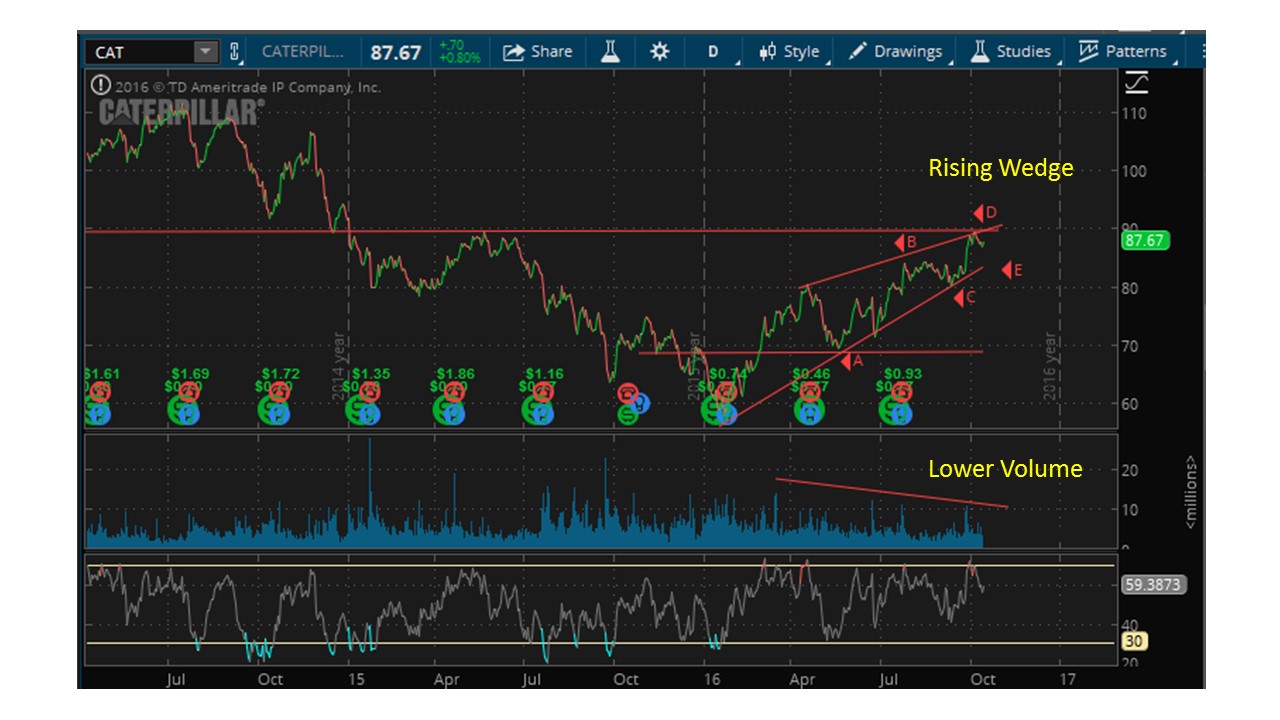 CAT CATERPIL... 87.67 +.70 +0.80% Share D Style Drawings Studies Patterns
2016 © TD Ameritrade IP Company, Inc.
CATERPILLAR®
110
100
Rising Wedge
D
90
B
87.67
E
80
C
70
A
2014 year
2015 year
2016 year
$1.61 $1.69 $1.72 $1.35 $1.86 $1.16 $0.74 $0.46 $0.93
60
Lower Volume
20
10
0
<millions>
59.3873
40
30
20
Jul Oct 15 Apr Jul Oct 16 Apr Jul Oct 17